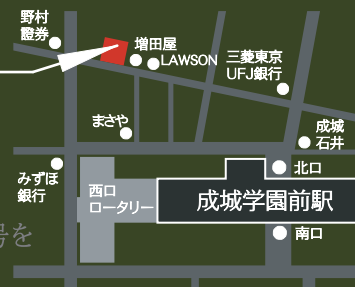 野村
證券
増田屋
LAWSON
三菱東京
UFJ銀行
まさや
成城
石井
みずほ
銀行
西口
ロータリー
北口
成城学園前駅
南口
号を